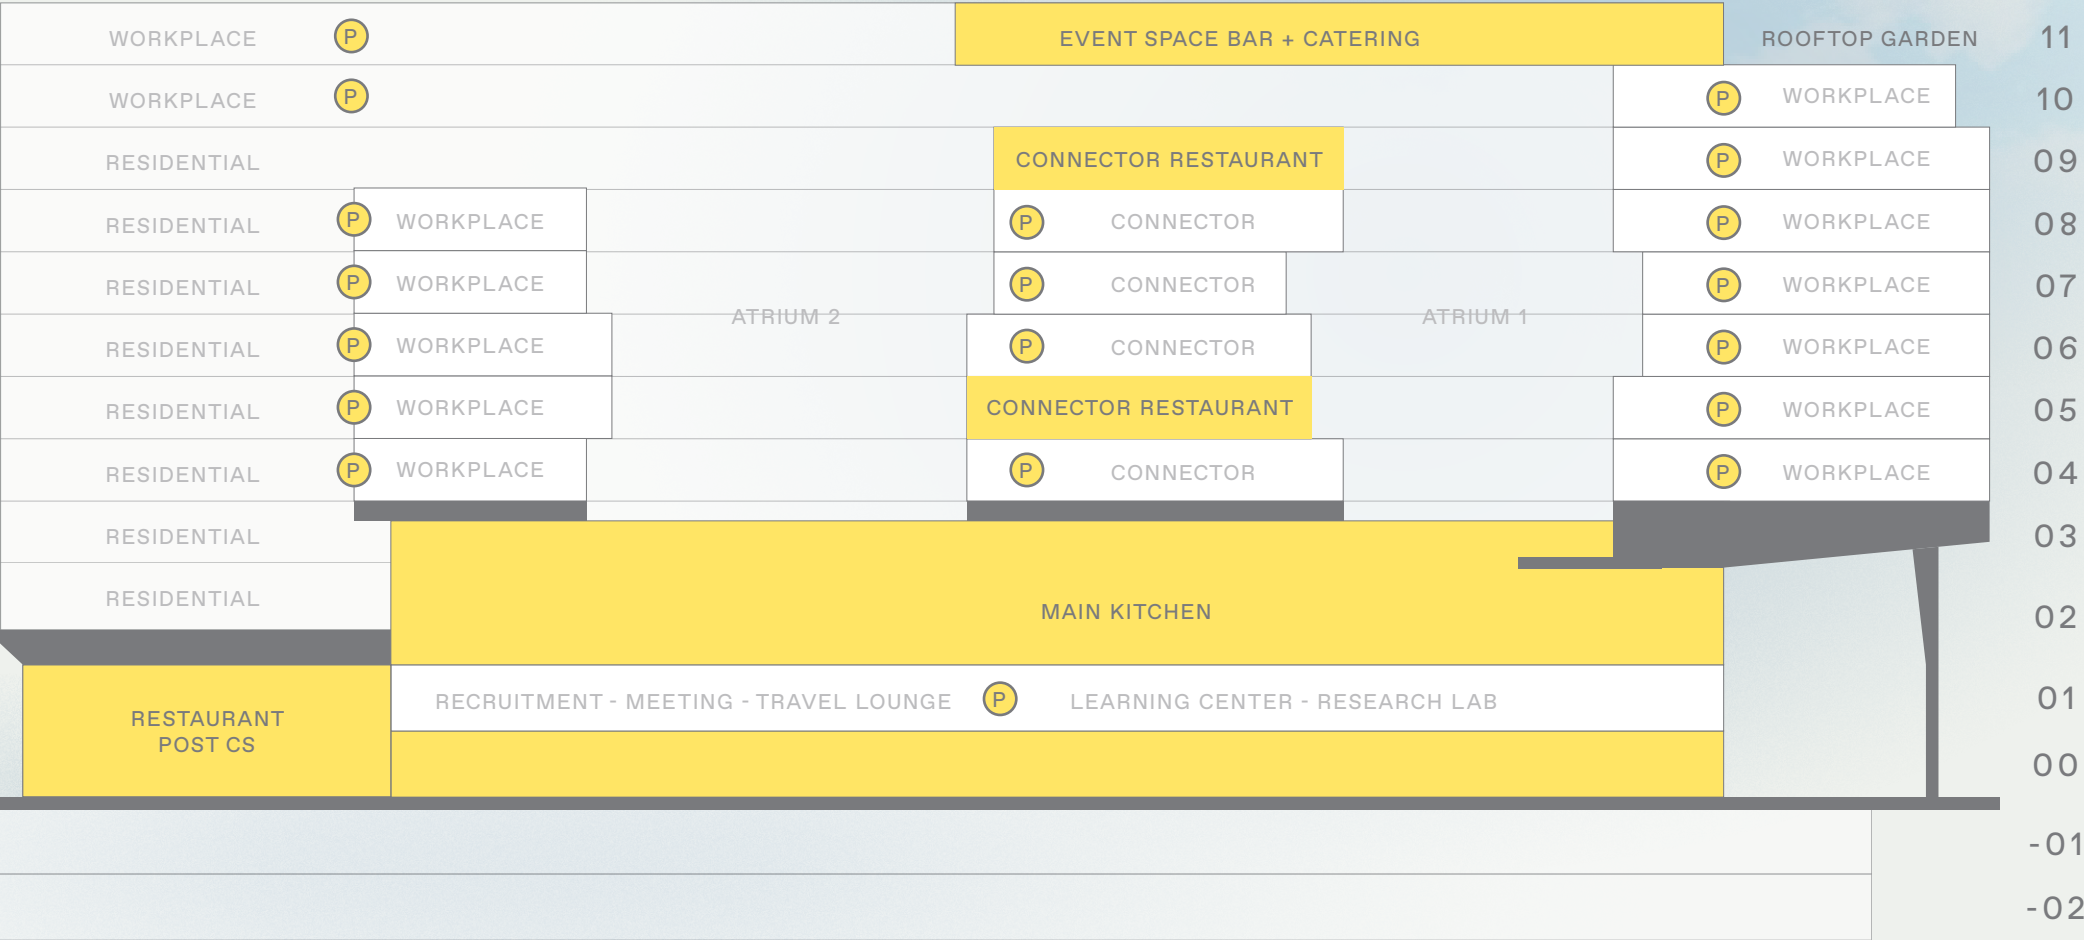 WORKPLACE P EVENT SPACE BAR + CATERING ROOFTOP GARDEN 11
WORKPLACE P P WORKPLACE 10
RESIDENTIAL CONNECTOR RESTAURANT P WORKPLACE 09
RESIDENTIAL P WORKPLACE P CONNECTOR P WORKPLACE 08
RESIDENTIAL P WORKPLACE P CONNECTOR P WORKPLACE 07
ATRIUM 2 ATRIUM 1
RESIDENTIAL P WORKPLACE P CONNECTOR P WORKPLACE 06
RESIDENTIAL P WORKPLACE CONNECTOR RESTAURANT P WORKPLACE 05
RESIDENTIAL P WORKPLACE P CONNECTOR P WORKPLACE 04
RESIDENTIAL 03
RESIDENTIAL MAIN KITCHEN 02
RECRUITMENT - MEETING - TRAVEL LOUNGE P LEARNING CENTER - RESEARCH LAB 01
RESTAURANT
POST CS
00
-01
-02